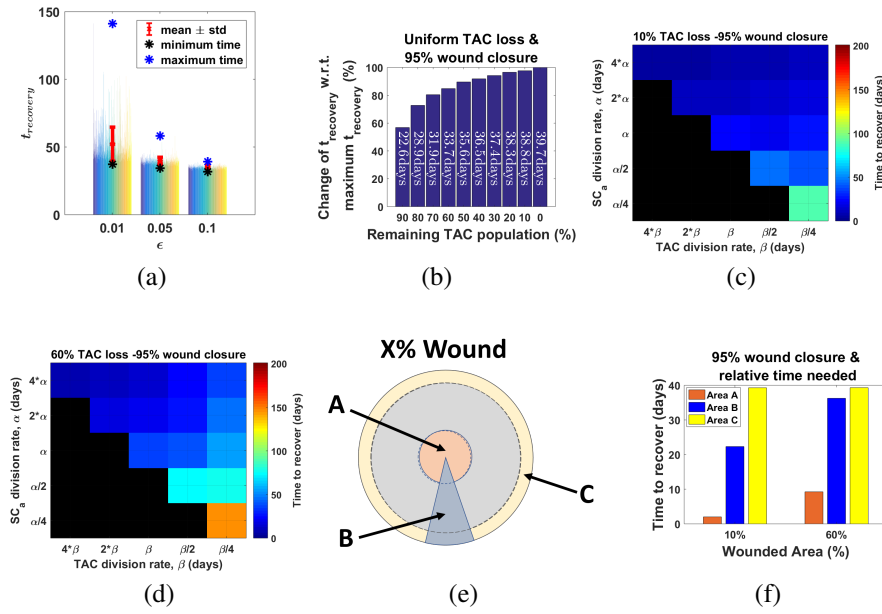 150
100
50
0
t_recovery
0.01
0.05
0.1
ϵ
mean ± std
minimum time
maximum time
(a)
Uniform TAC loss &
95% wound closure
Change of t_recovery w.r.t.
maximum t_recovery (%)
100
80
60
40
20
0
22.6days
28.9days
31.9days
33.7days
35.6days
36.5days
37.4days
38.3days
38.8days
39.7days
90 80 70 60 50 40 30 20 10 0
Remaining TAC population (%)
(b)
10% TAC loss -95% wound closure
SC_a division rate, α (days)
4*α
2*α
α
α/2
α/4
4*β 2*β β β/2 β/4
TAC division rate, β (days)
200
150
100
50
0
Time to recover (days)
(c)
60% TAC loss -95% wound closure
SC_a division rate, α (days)
4*α
2*α
α
α/2
α/4
4*β 2*β β β/2 β/4
TAC division rate, β (days)
200
150
100
50
0
Time to recover (days)
(d)
X% Wound
A
B
C
(e)
95% wound closure &
relative time needed
Time to recover (days)
40
20
0
Area A
Area B
Area C
10% 60%
Wounded Area (%)
(f)